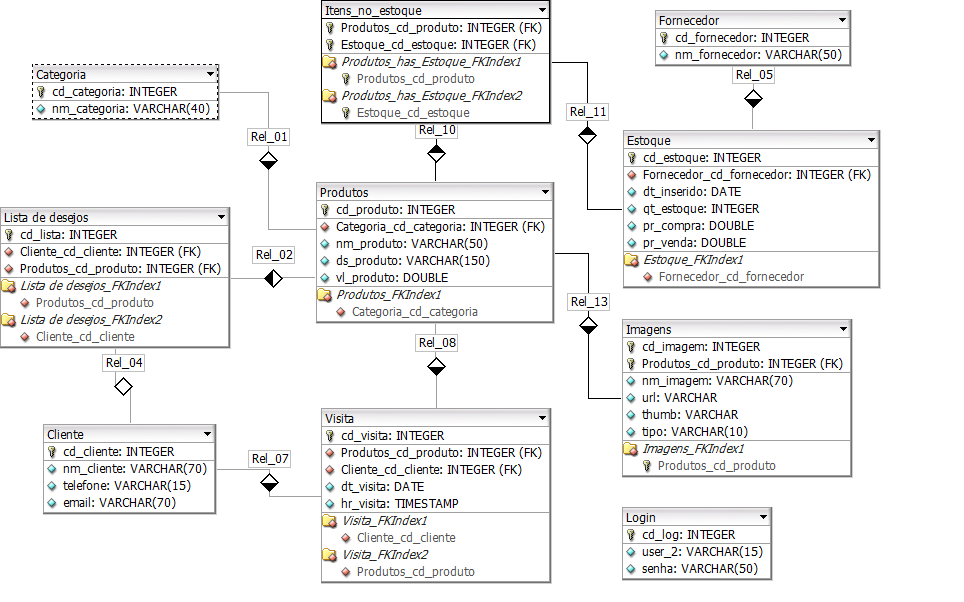 Itens_no_estoque
Produtos_cd_produto: INTEGER (FK)
Estoque_cd_estoque: INTEGER (FK)
Produtos_has_Estoque_FKIndex1
Produtos_cd_produto
Produtos_has_Estoque_FKIndex2
Estoque_cd_estoque
Fornecedor
cd_fornecedor: INTEGER
nm_fornecedor: VARCHAR(50)
Categoria
cd_categoria: INTEGER
nm_categoria: VARCHAR(40)
Rel_05
Rel_11
Rel_10
Rel_01
Estoque
cd_estoque: INTEGER
Fornecedor_cd_fornecedor: INTEGER (FK)
dt_inserido: DATE
qt_estoque: INTEGER
pr_compra: DOUBLE
pr_venda: DOUBLE
Estoque_FKIndex1
Fornecedor_cd_fornecedor
Produtos
cd_produto: INTEGER
Categoria_cd_categoria: INTEGER (FK)
nm_produto: VARCHAR(50)
ds_produto: VARCHAR(150)
vl_produto: DOUBLE
Produtos_FKIndex1
Categoria_cd_categoria
Lista de desejos
cd_lista: INTEGER
Cliente_cd_cliente: INTEGER (FK)
Produtos_cd_produto: INTEGER (FK)
Lista de desejos_FKIndex1
Produtos_cd_produto
Lista de desejos_FKIndex2
Cliente_cd_cliente
Rel_02
Rel_13
Rel_08
Rel_04
Imagens
cd_imagem: INTEGER
Produtos_cd_produto: INTEGER (FK)
nm_imagem: VARCHAR(70)
url: VARCHAR
thumb: VARCHAR
tipo: VARCHAR(10)
Imagens_FKIndex1
Produtos_cd_produto
Visita
cd_visita: INTEGER
Produtos_cd_produto: INTEGER (FK)
Cliente_cd_cliente: INTEGER (FK)
dt_visita: DATE
hr_visita: TIMESTAMP
Visita_FKIndex1
Cliente_cd_cliente
Visita_FKIndex2
Produtos_cd_produto
Cliente
cd_cliente: INTEGER
nm_cliente: VARCHAR(70)
telefone: VARCHAR(15)
email: VARCHAR(70)
Rel_07
Login
cd_log: INTEGER
user_2: VARCHAR(15)
senha: VARCHAR(50)